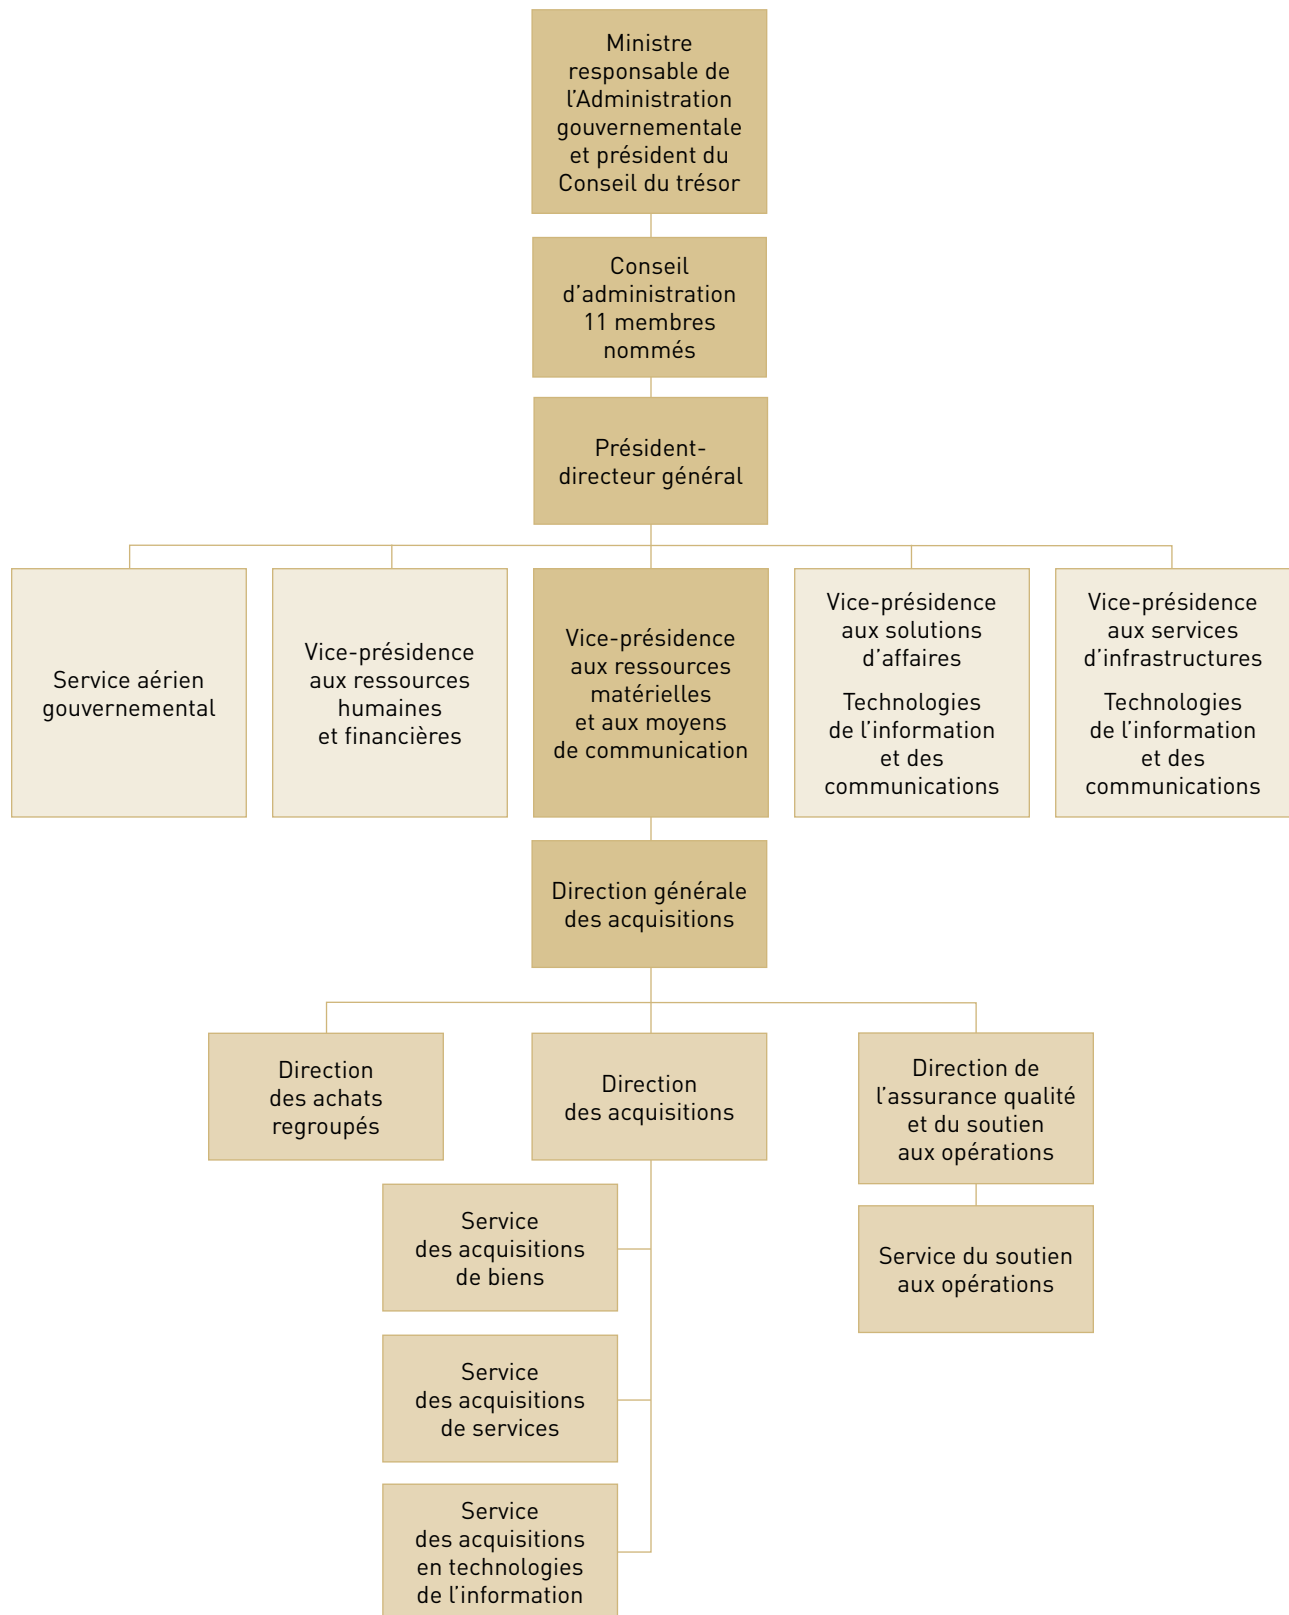 Ministre
responsable de
l’Administration
gouvernementale
et président du
Conseil du trésor
Conseil
d’administration
11 membres
nommés
Président-
directeur général
Service aérien
gouvernemental
Vice-présidence
aux ressources
humaines
et financières
Vice-présidence
aux ressources
matérielles
et aux moyens
de communication
Vice-présidence
aux solutions
d’affaires
Technologies
de l’information
et des
communications
Vice-présidence
aux services
d’infrastructures
Technologies
de l’information
et des
communications
Direction générale
des acquisitions
Direction
des achats
regroupés
Direction
des acquisitions
Direction de
l’assurance qualité
et du soutien
aux opérations
Service
des acquisitions
de biens
Service du soutien
aux opérations
Service
des acquisitions
de services
Service
des acquisitions
en technologies
de l’information